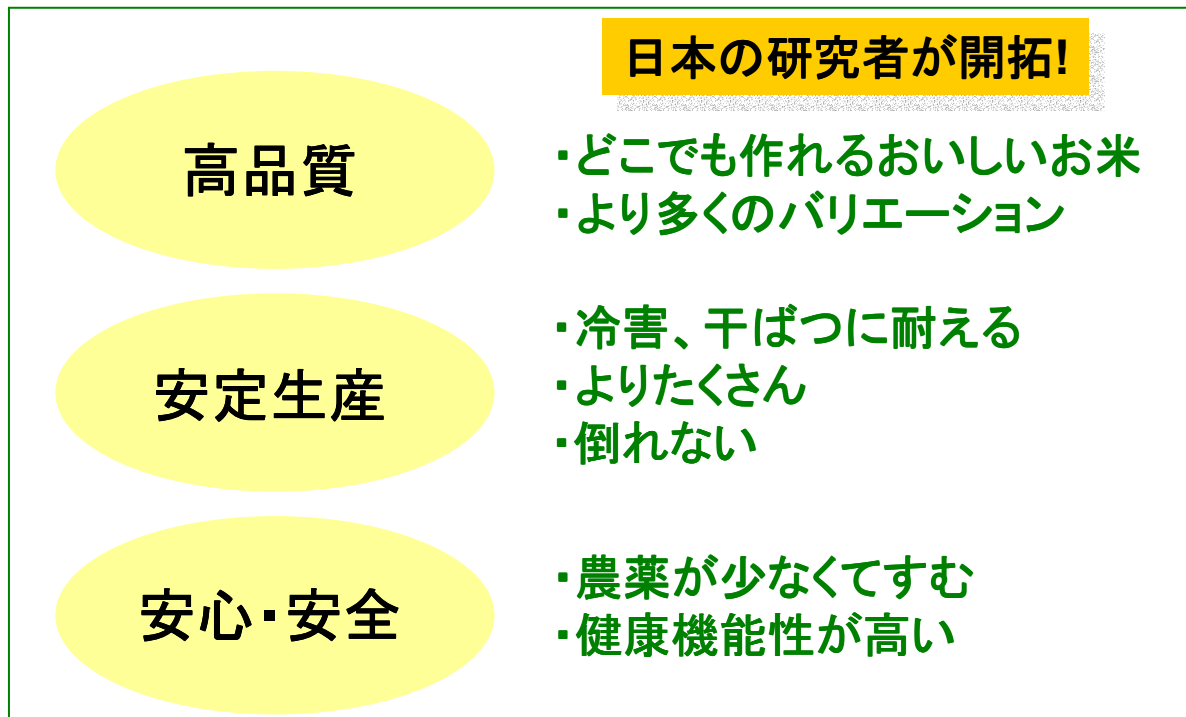 日本の研究者が開拓!
高品質
・どこでも作れるおいしいお米
・より多くのバリエーション
安定生産
・冷害、干ばつに耐える
・よりたくさん
・倒れない
安心・安全
・農薬が少なくてすむ
・健康機能性が高い